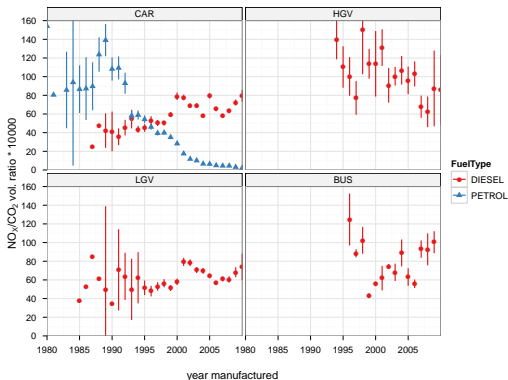 CAR HGV
160
140
120
100
80
60
40
20
0
LGV BUS
160
140
120
100
80
60
40
20
0
1980 1985 1990 1995 2000 2005 1980 1985 1990 1995 2000 2005
year manufactured
NOX/CO2 vol. ratio * 10000
FuelType
DIESEL
PETROL